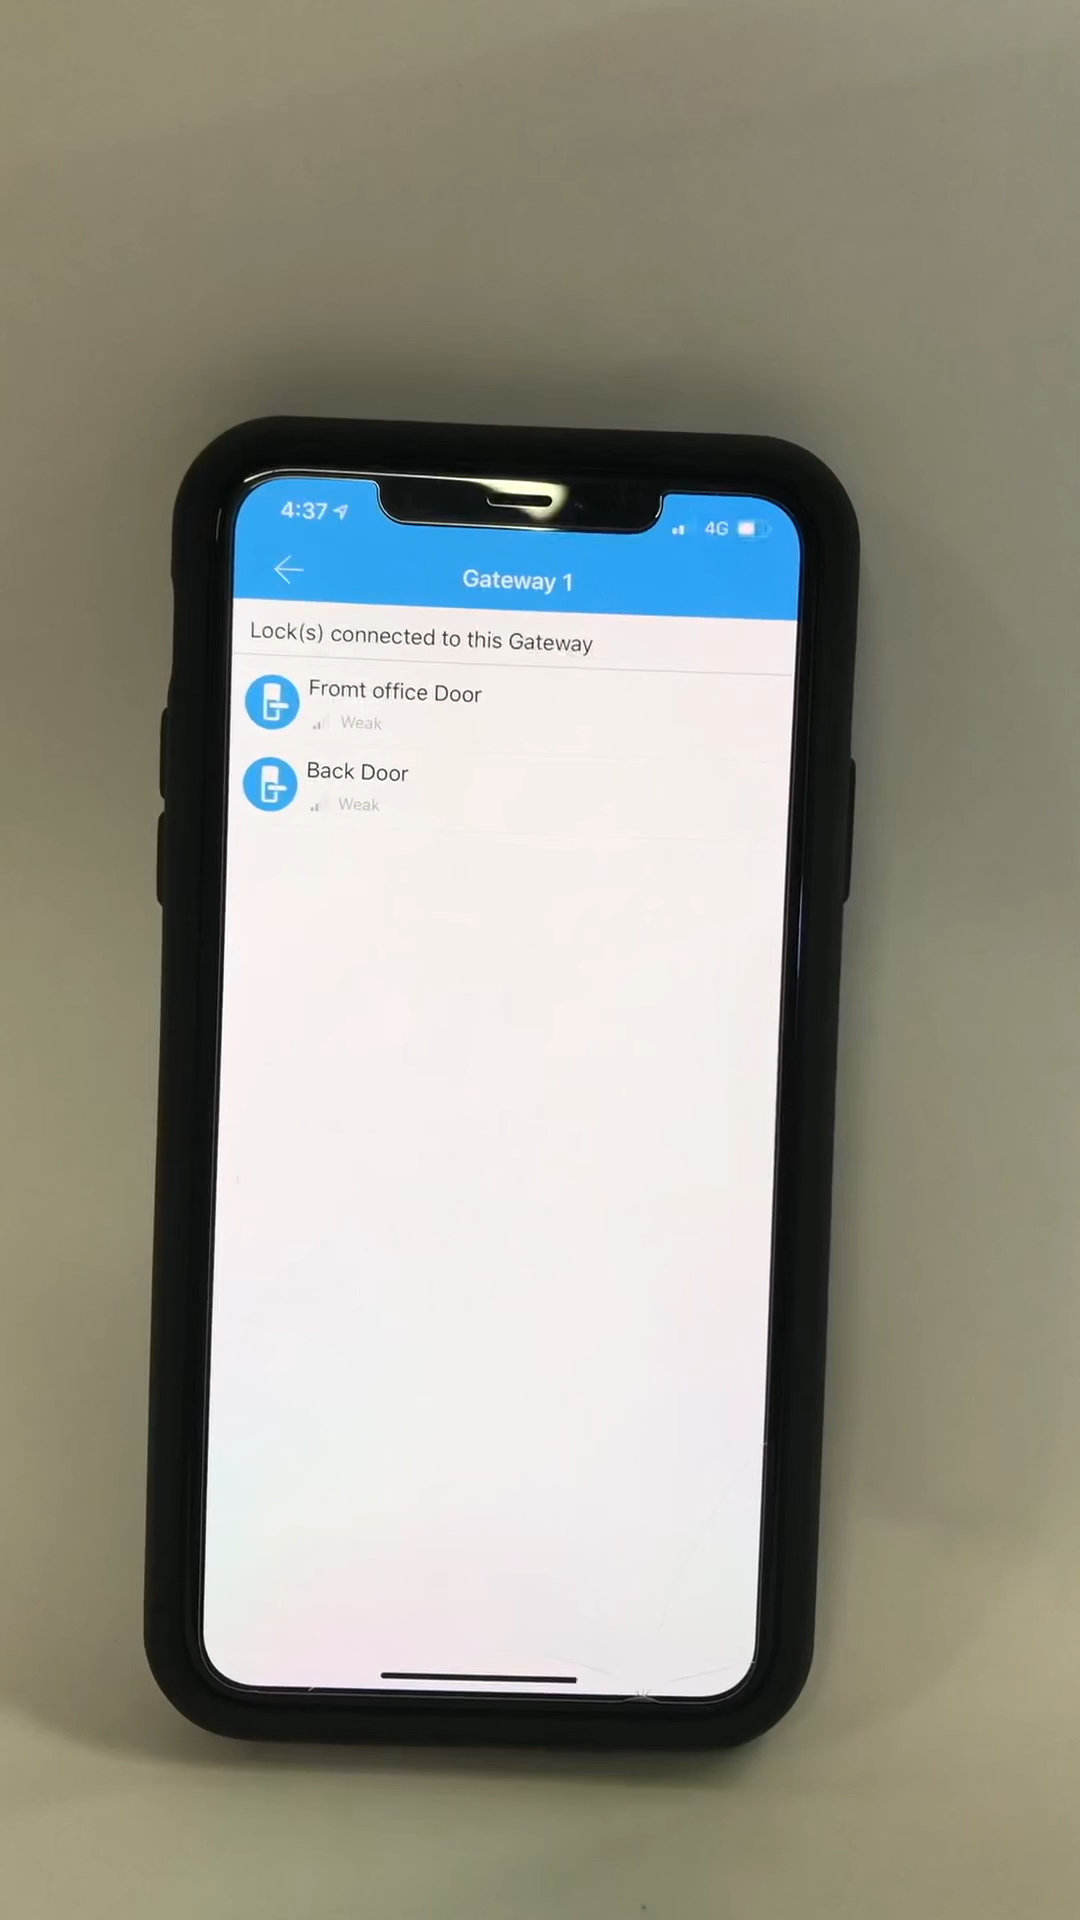 4:37
4G
Gateway 1
Lock(s) connected to this Gateway
Fromt office Door
Weak
Back Door
Weak